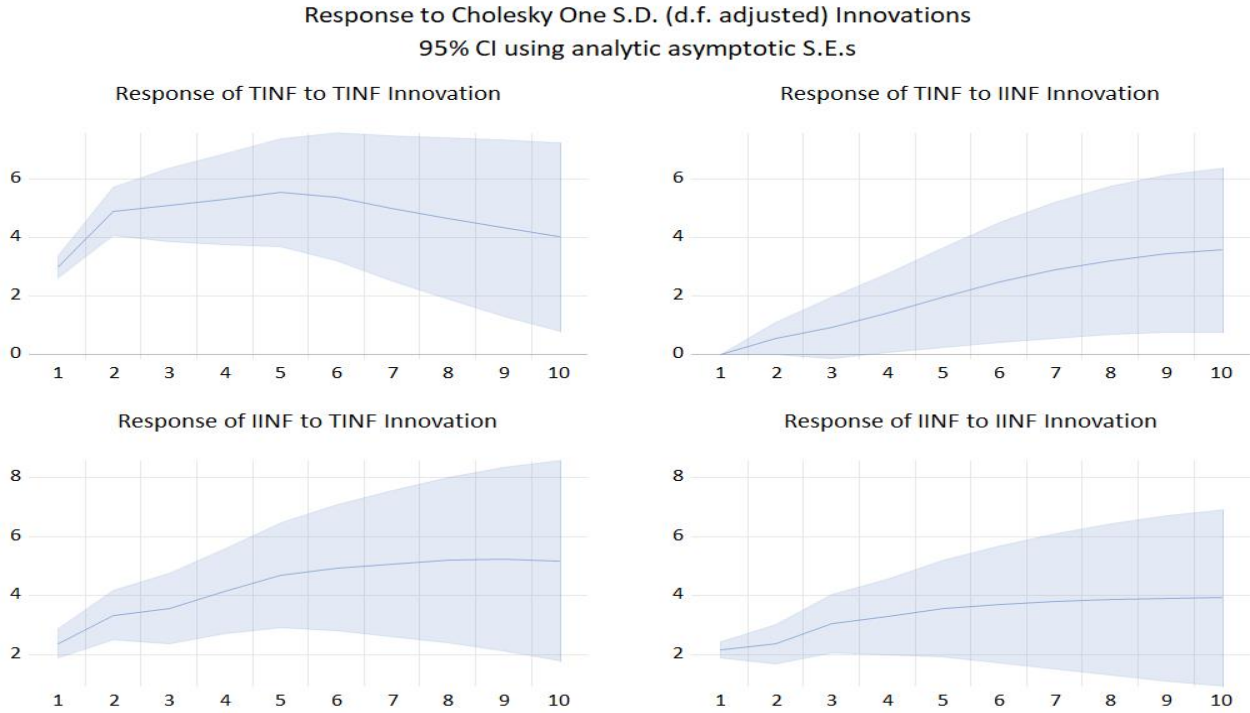 Response to Cholesky One S.D. (d.f. adjusted) Innovations
95% CI using analytic asymptotic S.E.s
Response of TINF to TINF Innovation
6
4
2
0
1 2 3 4 5 6 7 8 9 10
Response of TINF to IINF Innovation
6
4
2
0
1 2 3 4 5 6 7 8 9 10
Response of IINF to TINF Innovation
8
6
4
2
1 2 3 4 5 6 7 8 9 10
Response of IINF to IINF Innovation
8
6
4
2
1 2 3 4 5 6 7 8 9 10